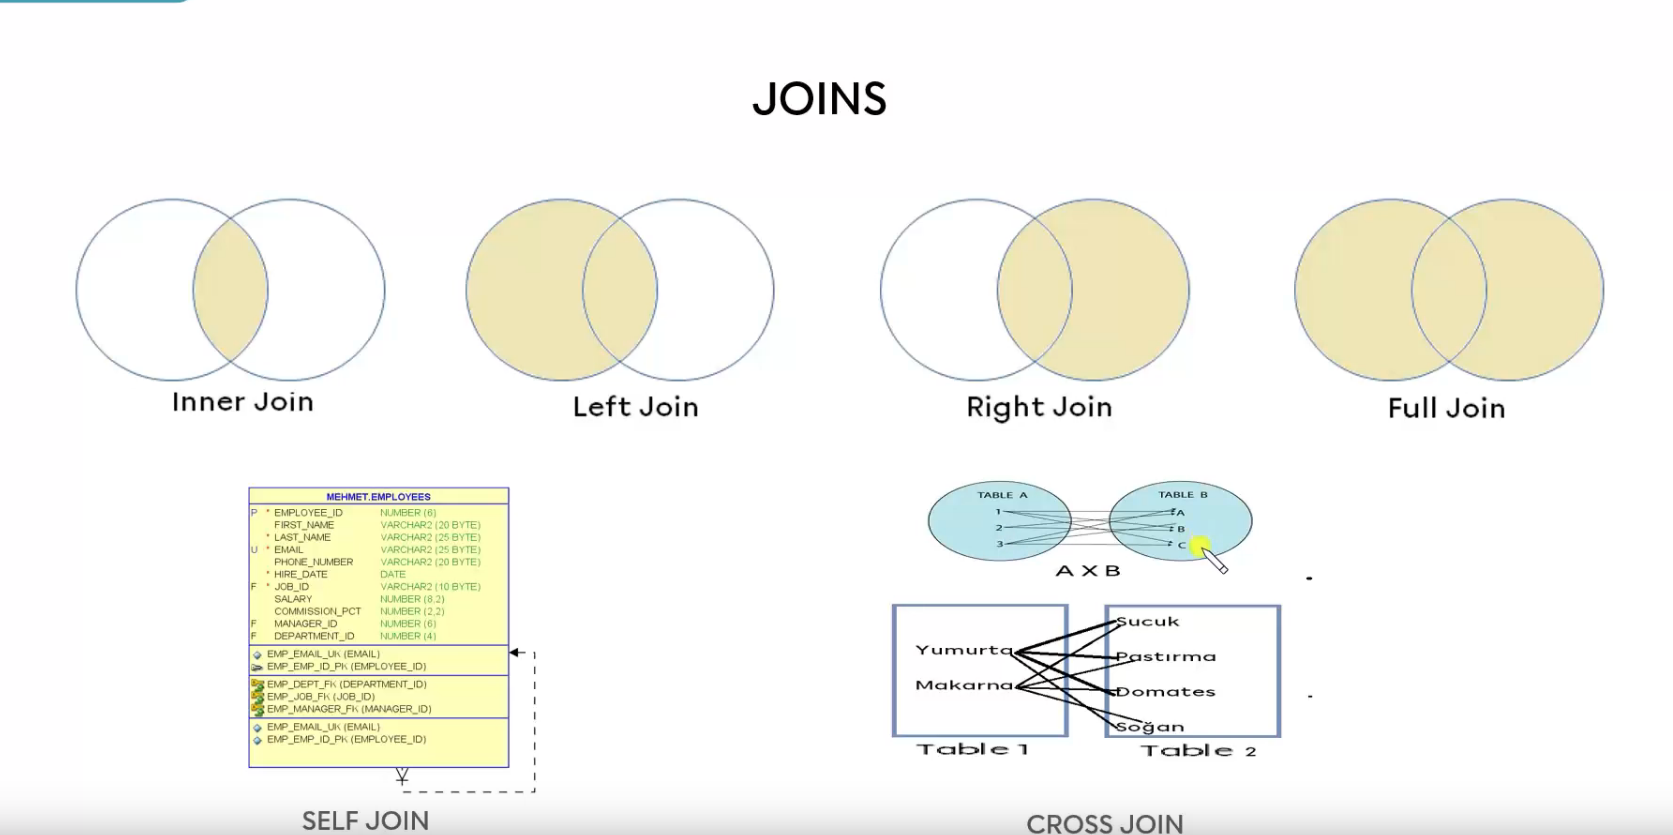 JOINS
Inner Join
Left Join
Right Join
Full Join
MEHMET.EMPLOYEES
P * EMPLOYEE_ID NUMBER (6)
FIRST_NAME VARCHAR2 (20 BYTE)
* LAST_NAME VARCHAR2 (25 BYTE)
U * EMAIL VARCHAR2 (25 BYTE)
PHONE_NUMBER VARCHAR2 (20 BYTE)
* HIRE_DATE DATE
F * JOB_ID VARCHAR2 (10 BYTE)
SALARY NUMBER (8,2)
COMMISSION_PCT NUMBER (2,2)
F MANAGER_ID NUMBER (6)
F DEPARTMENT_ID NUMBER (4)
EMP_EMAIL_UK (EMAIL)
EMP_EMP_ID_PK (EMPLOYEE_ID)
EMP_DEPT_FK (DEPARTMENT_ID)
EMP_JOB_FK (JOB_ID)
EMP_MANAGER_FK (MANAGER_ID)
EMP_EMAIL_UK (EMAIL)
EMP_EMP_ID_PK (EMPLOYEE_ID)
SELF JOIN
TABLE A
1
2
3
TABLE B
A
B
C
A X B
Yumurta
Makarna
Table 1
Sucuk
Pastırma
Domates
Soğan
Table 2
CROSS JOIN